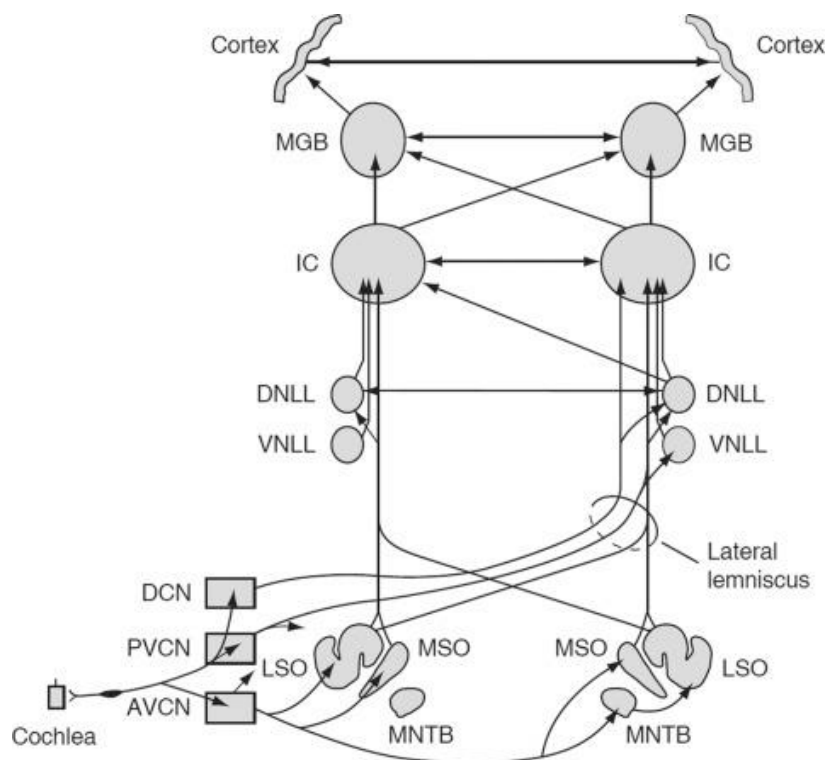 Cortex
Cortex
MGB
MGB
IC
IC
DNLL
DNLL
VNLL
VNLL
Lateral
lemniscus
DCN
PVCN
LSO
MSO
MSO
LSO
AVCN
MNTB
MNTB
Cochlea